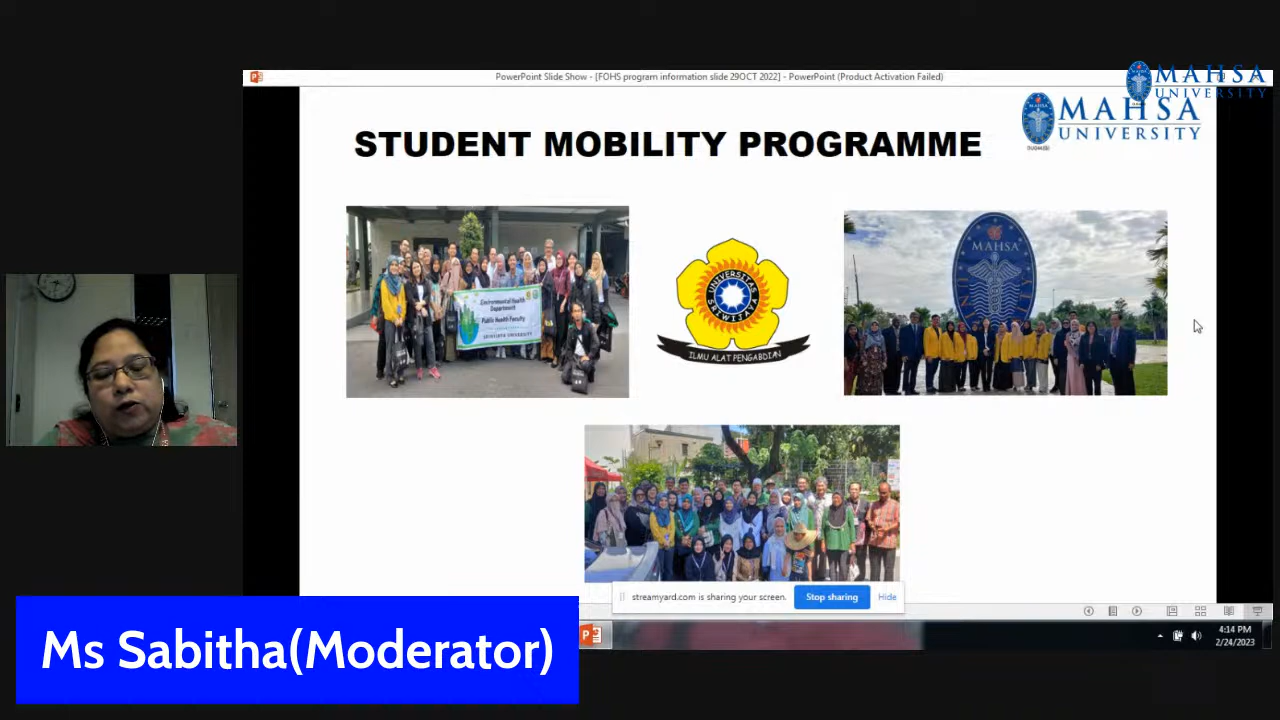 PowerPoint Slide Show - [FOHS program information slide 29OCT 2022] - PowerPoint (Product Activation Failed)
MAHSA
UNIVERSITY
MAHSA
UNIVERSITY
STUDENT MOBILITY PROGRAMME
Environmental Health
Department
Public Health Faculty
SRIWIJAYA UNIVERSITY
UNIVERSITAS
SRIWIJAYA
ILMU ALAT PENGABDIAN
MAHSA
streamyard.com is sharing your screen.
Stop sharing
Hide
Ms Sabitha(Moderator)
4:14 PM
2/24/2023